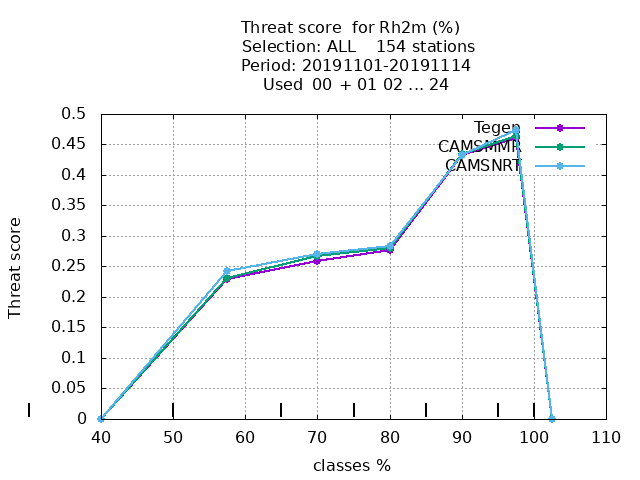 Threat score  for Rh2m (%)
Selection: ALL    154 stations
Period: 20191101-20191114
Used  00 + 01 02 ... 24
0.5
0.45
0.4
0.35
0.3
0.25
0.2
0.15
0.1
0.05
0
Threat score
Tegen
CAMSMMR
CAMSNRT
40 50 60 70 80 90 100 110
classes %